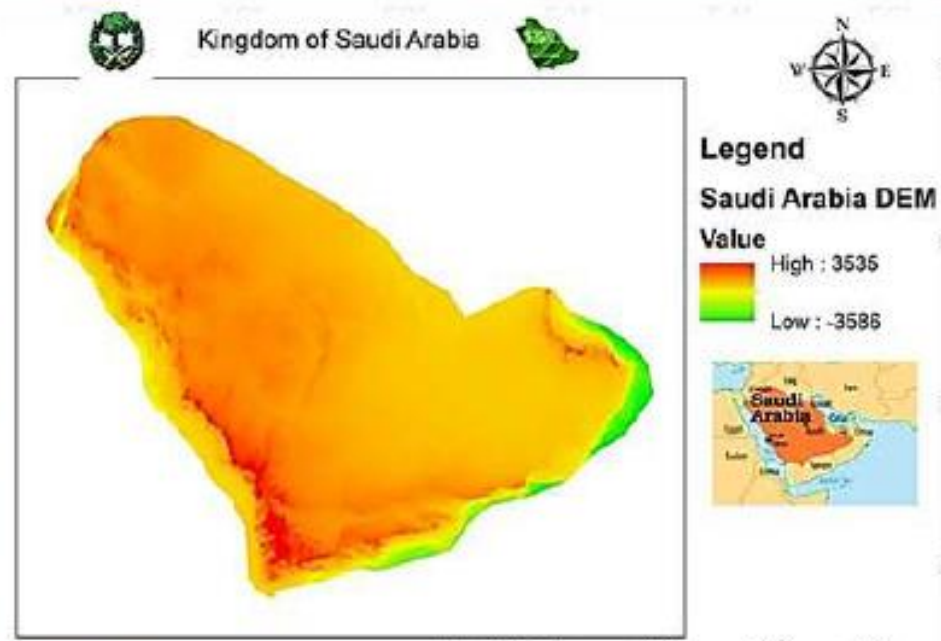 Kingdom of Saudi Arabia
N
W E
S
Legend
Saudi Arabia DEM
Value
High : 3535
Low : -3586
Saudi
Arabia